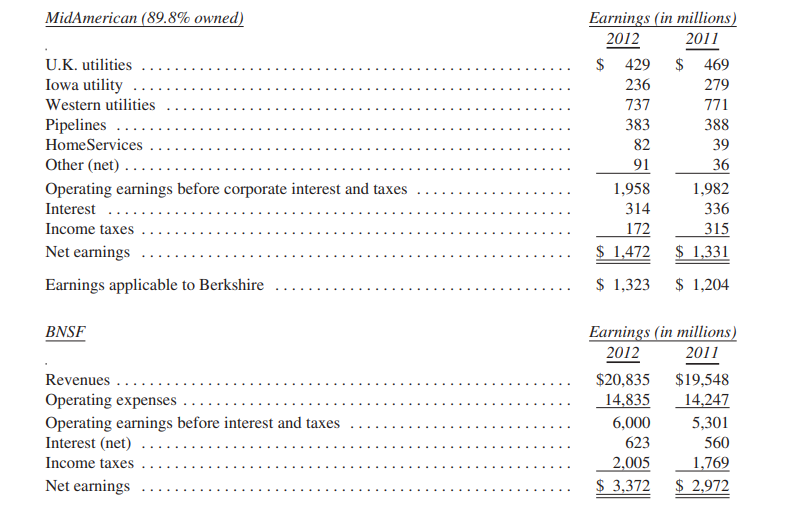 MidAmerican (89.8% owned) Earnings (in millions)
2012 2011
U.K. utilities . . . . . . . . . . . . . . . . . . . . . . . . . . . . . . . . . . . . . . . . . . . . . . . . . . . . . $ 429 $ 469
Iowa utility . . . . . . . . . . . . . . . . . . . . . . . . . . . . . . . . . . . . . . . . . . . . . . . . . . . . . . 236 279
Western utilities . . . . . . . . . . . . . . . . . . . . . . . . . . . . . . . . . . . . . . . . . . . . . . . . . . 737 771
Pipelines . . . . . . . . . . . . . . . . . . . . . . . . . . . . . . . . . . . . . . . . . . . . . . . . . . . . . . . . 383 388
HomeServices . . . . . . . . . . . . . . . . . . . . . . . . . . . . . . . . . . . . . . . . . . . . . . . . . . . . 82 39
Other (net) . . . . . . . . . . . . . . . . . . . . . . . . . . . . . . . . . . . . . . . . . . . . . . . . . . . . . . . 91 36
Operating earnings before corporate interest and taxes . . . . . . . . . . . . . . . . . . . 1,958 1,982
Interest . . . . . . . . . . . . . . . . . . . . . . . . . . . . . . . . . . . . . . . . . . . . . . . . . . . . . . . . . 314 336
Income taxes . . . . . . . . . . . . . . . . . . . . . . . . . . . . . . . . . . . . . . . . . . . . . . . . . . . . . 172 315
Net earnings . . . . . . . . . . . . . . . . . . . . . . . . . . . . . . . . . . . . . . . . . . . . . . . . . . . . . $ 1,472 $ 1,331
Earnings applicable to Berkshire . . . . . . . . . . . . . . . . . . . . . . . . . . . . . . . . . . . . $ 1,323 $ 1,204
BNSF Earnings (in millions)
2012 2011
Revenues . . . . . . . . . . . . . . . . . . . . . . . . . . . . . . . . . . . . . . . . . . . . . . . . . . . . . . . . $20,835 $19,548
Operating expenses . . . . . . . . . . . . . . . . . . . . . . . . . . . . . . . . . . . . . . . . . . . . . . . . 14,835 14,247
Operating earnings before interest and taxes . . . . . . . . . . . . . . . . . . . . . . . . . . . 6,000 5,301
Interest (net) . . . . . . . . . . . . . . . . . . . . . . . . . . . . . . . . . . . . . . . . . . . . . . . . . . . . . 623 560
Income taxes . . . . . . . . . . . . . . . . . . . . . . . . . . . . . . . . . . . . . . . . . . . . . . . . . . . . . 2,005 1,769
Net earnings . . . . . . . . . . . . . . . . . . . . . . . . . . . . . . . . . . . . . . . . . . . . . . . . . . . . . $ 3,372 $ 2,972